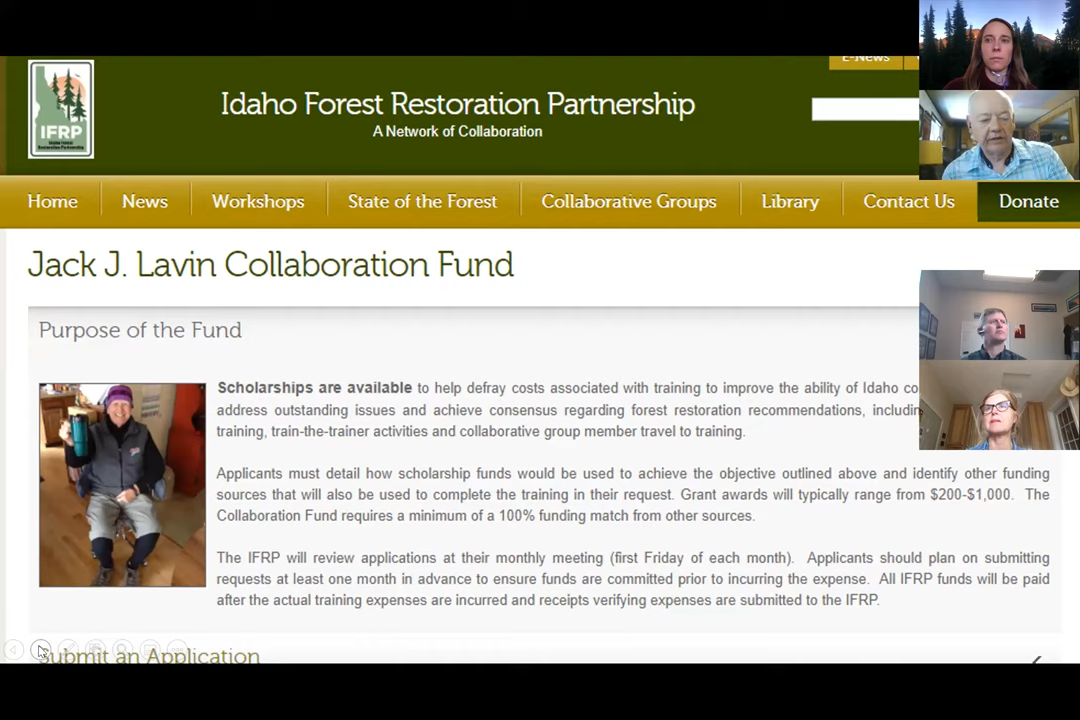 E-News
IFRP
Idaho Forest
Restoration Partnership
Idaho Forest Restoration Partnership
A Network of Collaboration
Home News Workshops State of the Forest Collaborative Groups Library Contact Us Donate
Jack J. Lavin Collaboration Fund
Purpose of the Fund
Scholarships are available to help defray costs associated with training to improve the ability of Idaho
address outstanding issues and achieve consensus regarding forest restoration recommendations,
training, train-the-trainer activities and collaborative group member travel to training.
Applicants must detail how scholarship funds would be used to achieve the objective outlined above and identify other funding
sources that will also be used to complete the training in their request. Grant awards will typically range from $200-$1,000. The
Collaboration Fund requires a minimum of a 100% funding match from other sources.
The IFRP will review applications at their monthly meeting (first Friday of each month). Applicants should plan on submitting
requests at least one month in advance to ensure funds are committed prior to incurring the expense. All IFRP funds will be paid
after the actual training expenses are incurred and receipts verifying expenses are submitted to the IFRP.
Submit an Application